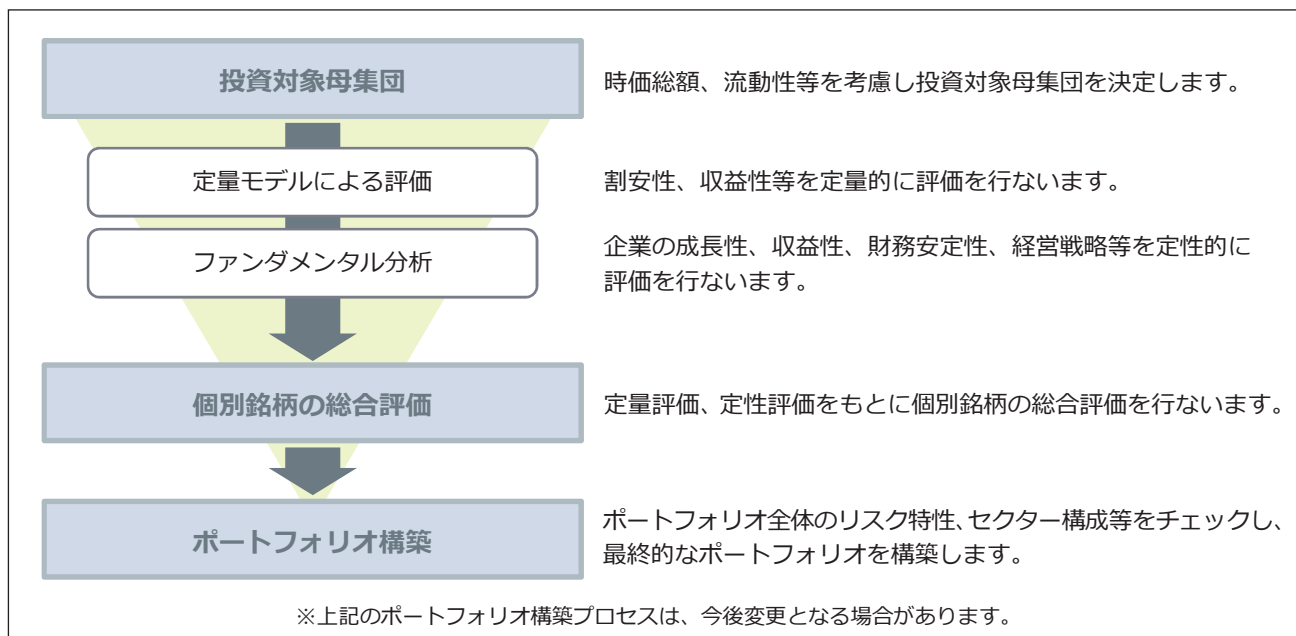 投資対象母集団
時価総額、流動性等を考慮し投資対象母集団を決定します。
定量モデルによる評価
割安性、収益性等を定量的に評価を行ないます。
ファンダメンタル分析
企業の成長性、収益性、財務安定性、経営戦略等を定性的に
評価を行ないます。
個別銘柄の総合評価
定量評価、定性評価をもとに個別銘柄の総合評価を行ないます。
ポートフォリオ構築
ポートフォリオ全体のリスク特性、セクター構成等をチェックし、
最終的なポートフォリオを構築します。
※上記のポートフォリオ構築プロセスは、今後変更となる場合があります。